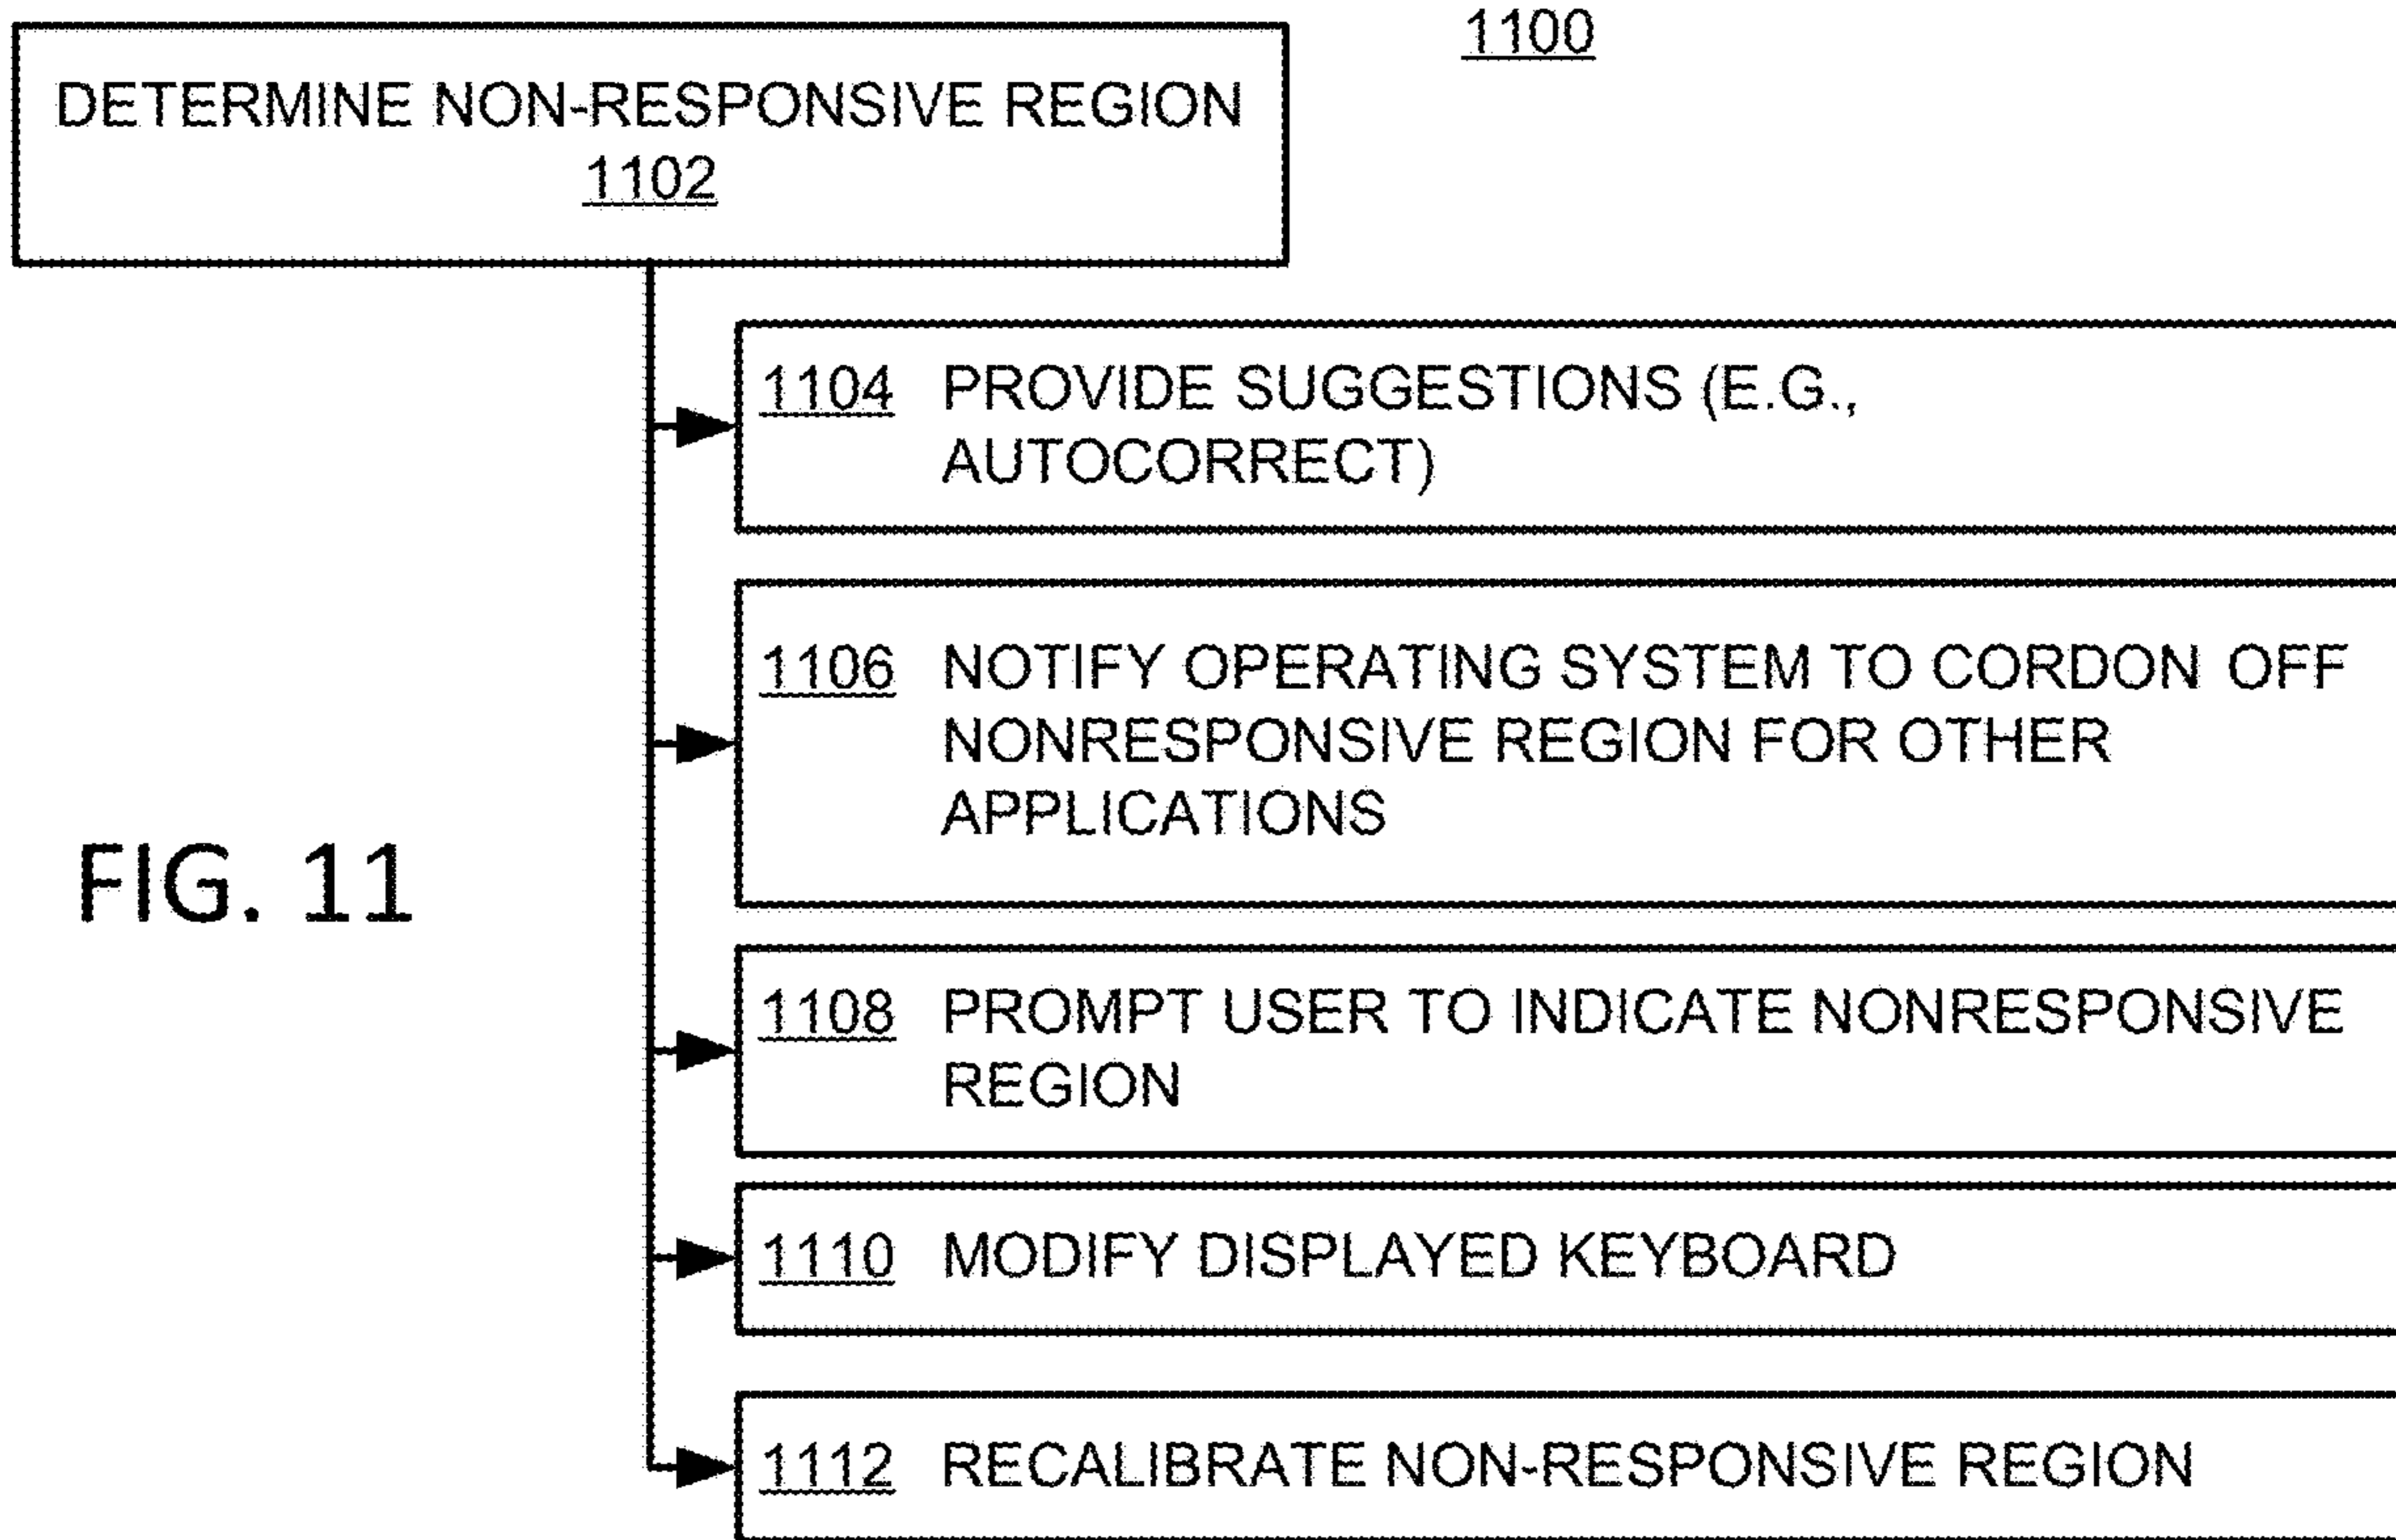 1100
DETERMINE NON-RESPONSIVE REGION
1102
1104 PROVIDE SUGGESTIONS (E.G.,
AUTOCORRECT)
1106 NOTIFY OPERATING SYSTEM TO CORDON OFF
NONRESPONSIVE REGION FOR OTHER
APPLICATIONS
FIG. 11
1108 PROMPT USER TO INDICATE NONRESPONSIVE
REGION
1110 MODIFY DISPLAYED KEYBOARD
1112 RECALIBRATE NON-RESPONSIVE REGION